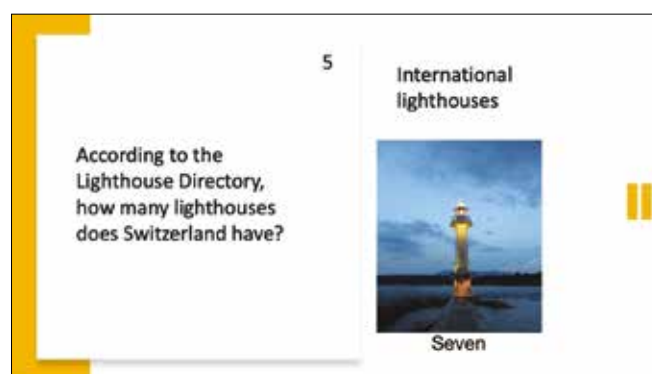 5
According to the
Lighthouse Directory,
how many lighthouses
does Switzerland have?
International
lighthouses
Seven